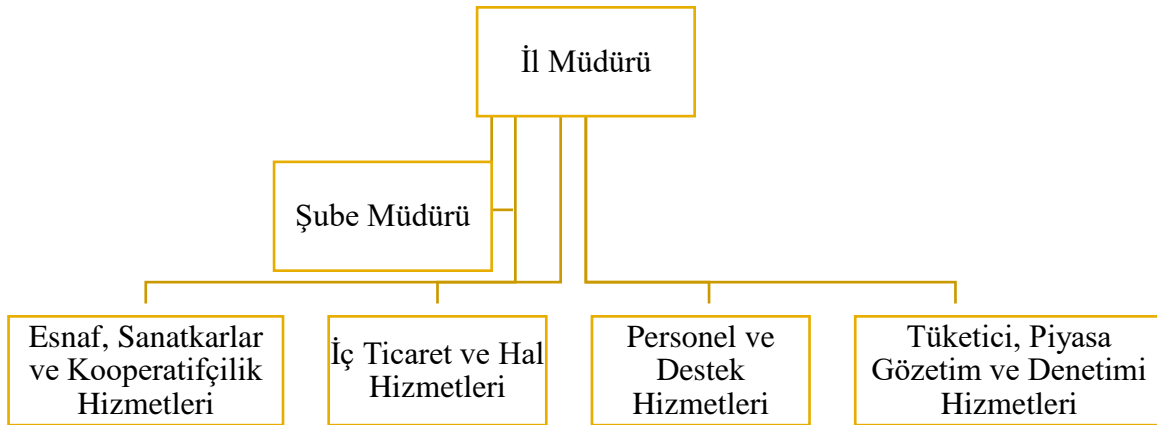 İl Müdürü
Şube Müdürü
Esnaf, Sanatkarlar
ve Kooperatifçilik
Hizmetleri
İç Ticaret ve Hal
Hizmetleri
Personel ve
Destek
Hizmetleri
Tüketici, Piyasa
Gözetim ve Denetimi
Hizmetleri